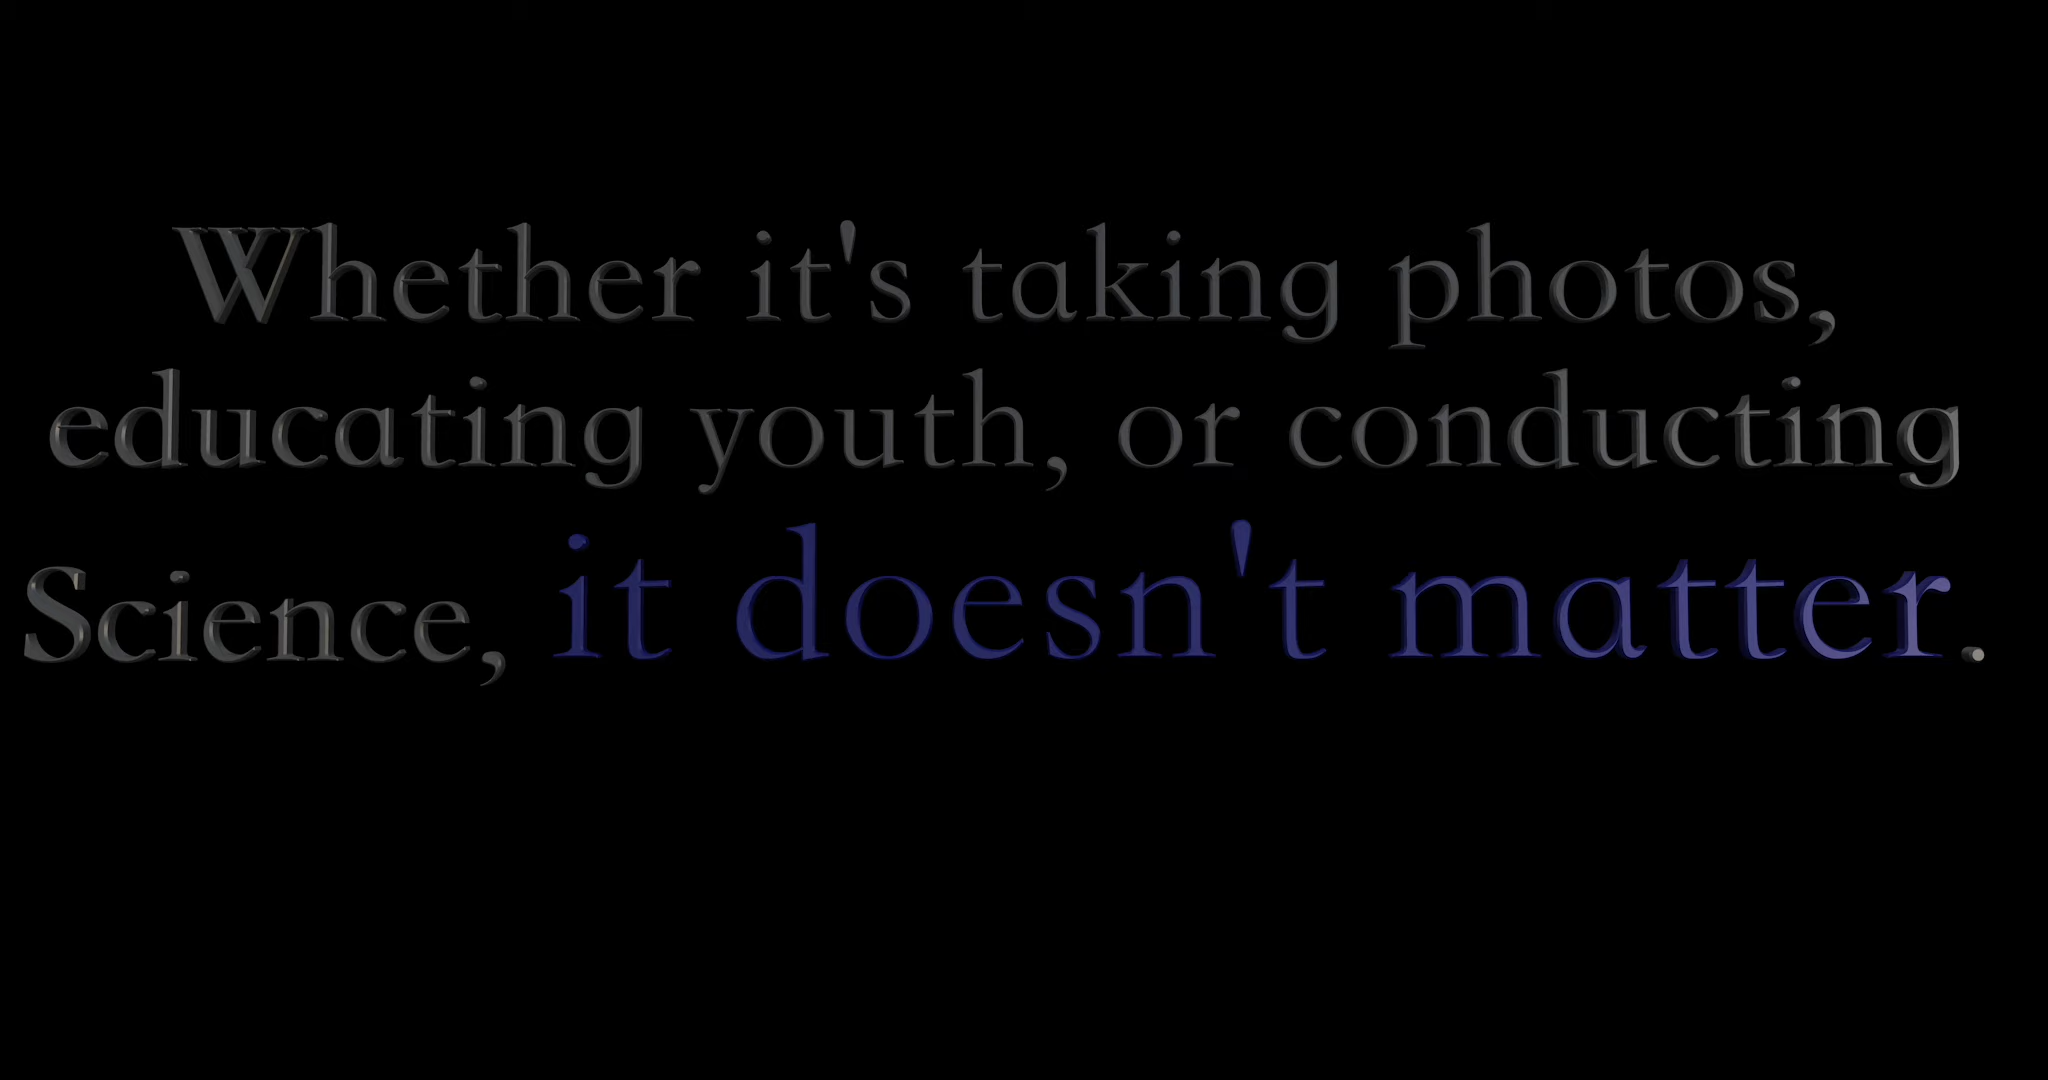 Whether it's taking photos,
educating youth, or conducting
Science, it doesn't matter.